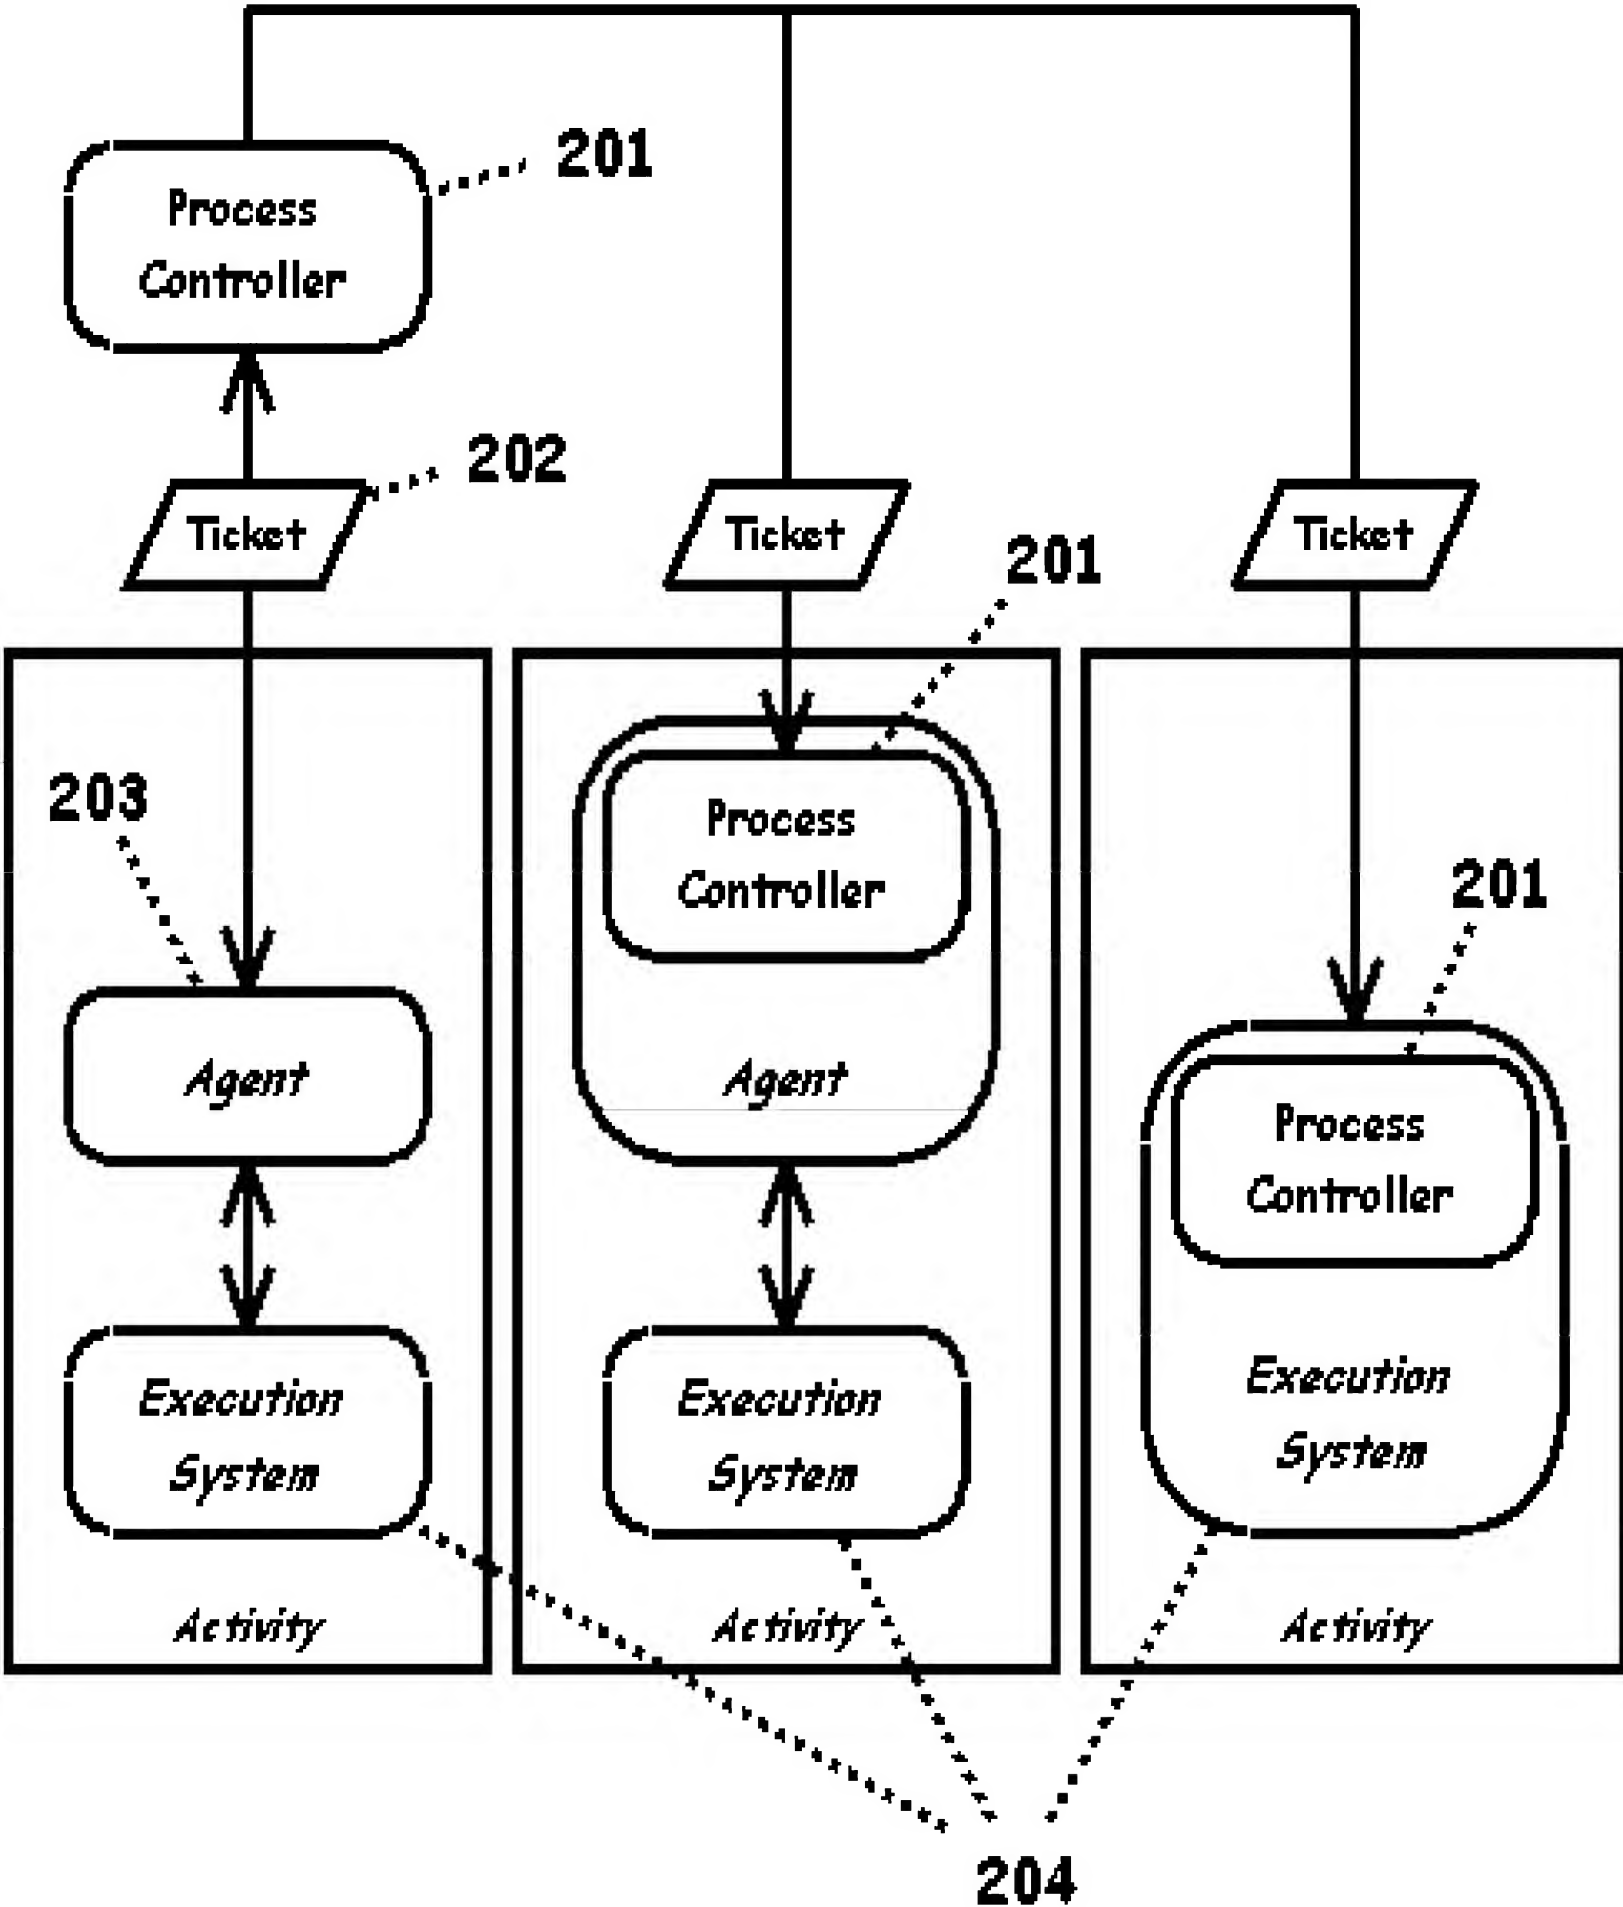 201
Process
Controller
202
Ticket
Ticket
Ticket
201
203
Process
Controller
201
Agent
Agent
Process
Controller
Execution
System
Execution
System
Execution
System
Activity
Activity
Activity
204